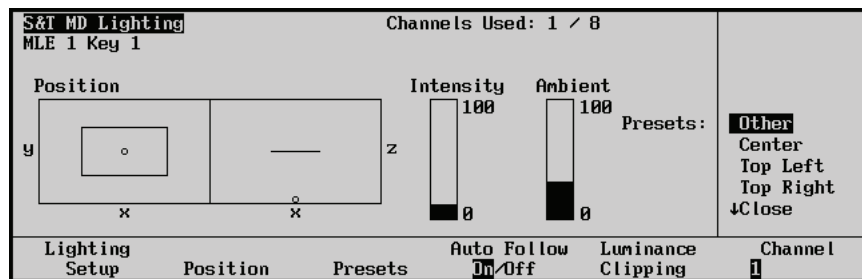 S&T MD Lighting
Channels Used: 1 / 8
MLE 1 Key 1
Position
Intensity
Ambient
100
100
Presets:
Other
Center
Top Left
Top Right
↓Close
y
z
x
x
0
0
Lighting Setup
Position
Presets
Auto Follow On/Off
Luminance Clipping
Channel 1